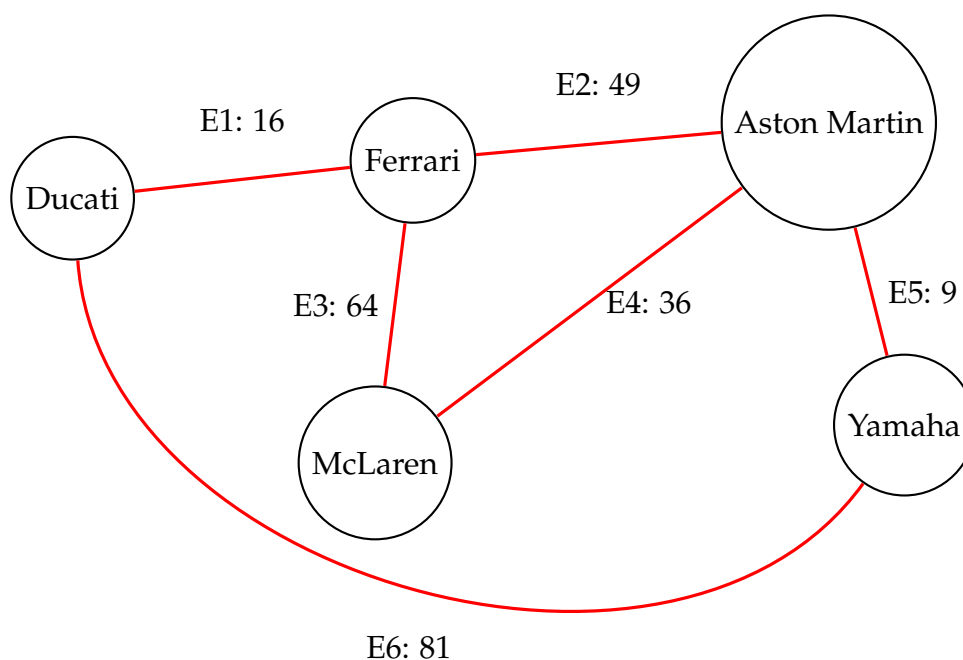 E2: 49
Aston Martin
E1: 16
Ferrari
Ducati
E3: 64
E4: 36
E5: 9
Yamaha
McLaren
E6: 81